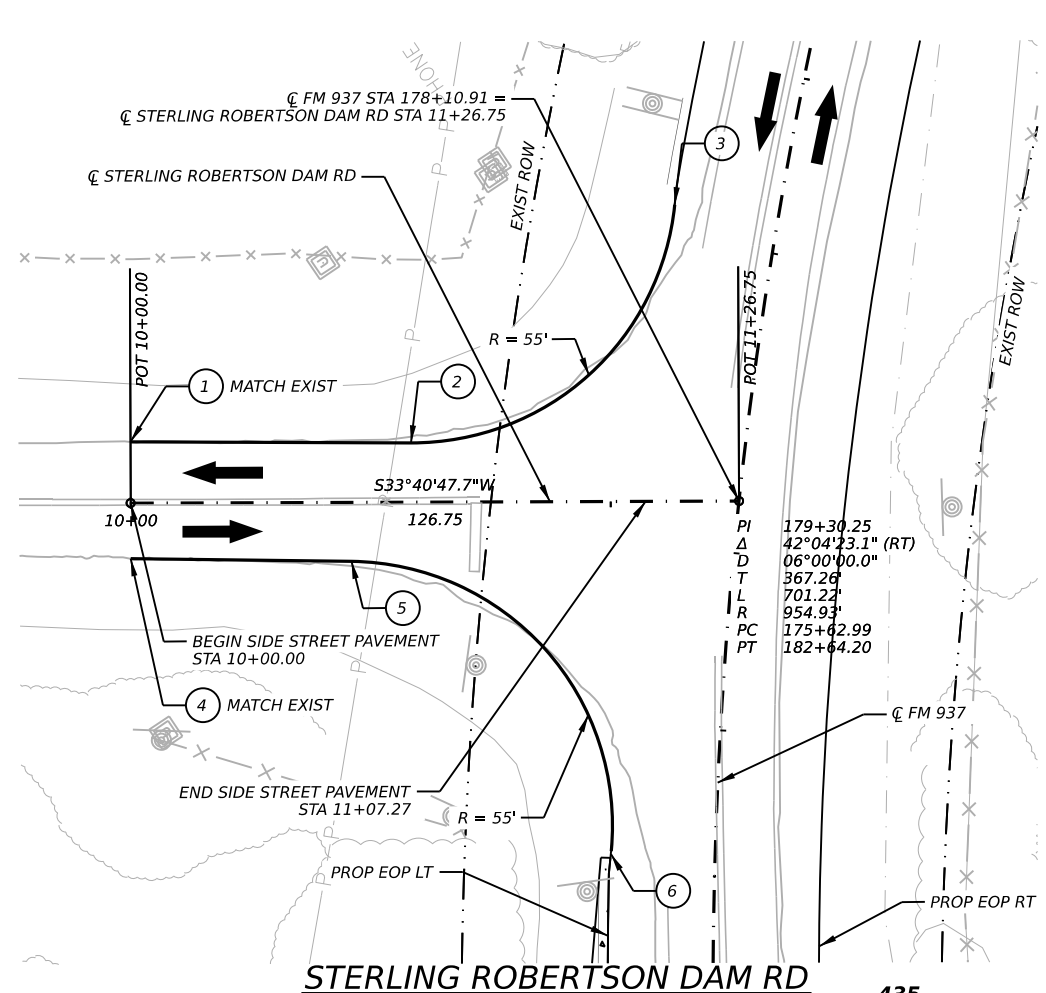 HONE
℄ FM 937 STA 178+10.91 =
℄ STERLING ROBERTSON DAM RD STA 11+26.75
P
3
P
℄ STERLING ROBERTSON DAM RD
EXIST ROW
POT 10+00.00
POT 11+26.75
EXIST ROW
P
R = 55'
1 MATCH EXIST
2
S33°40'47.7"W
10+00
126.75
PI 179+30.25
Δ 42°04'23.1" (RT)
D 06°00'00.0"
T 367.26'
L 701.22'
R 954.93'
PC 175+62.99
PT 182+64.20
5
BEGIN SIDE STREET PAVEMENT
STA 10+00.00
P
4 MATCH EXIST
℄ FM 937
END SIDE STREET PAVEMENT
STA 11+07.27
R = 55'
P
PROP EOP LT
P
6
PROP EOP RT
STERLING ROBERTSON DAM RD
435